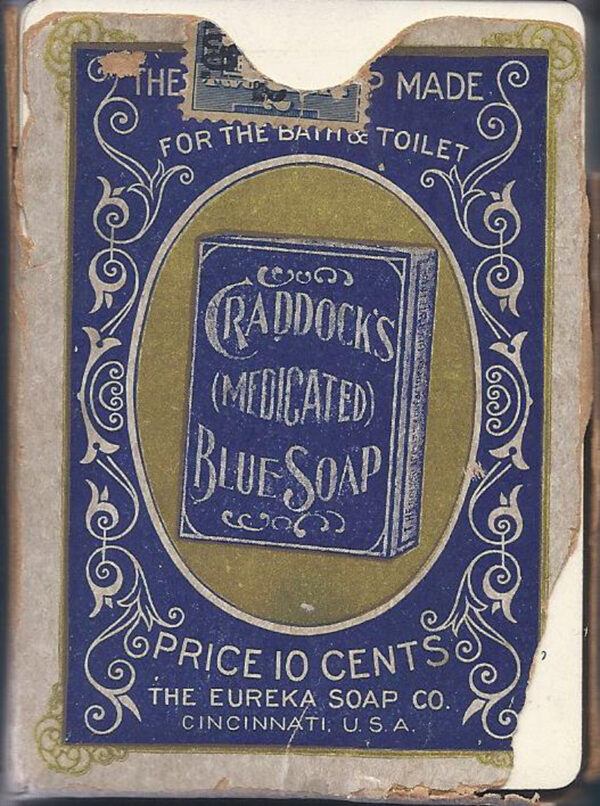 THE P MADE
FOR THE BATH & TOILET
CRADDOCK'S
(MEDICATED)
BLUE SOAP
PRICE 10 CENTS
THE EUREKA SOAP CO.
CINCINNATI, U.S.A.